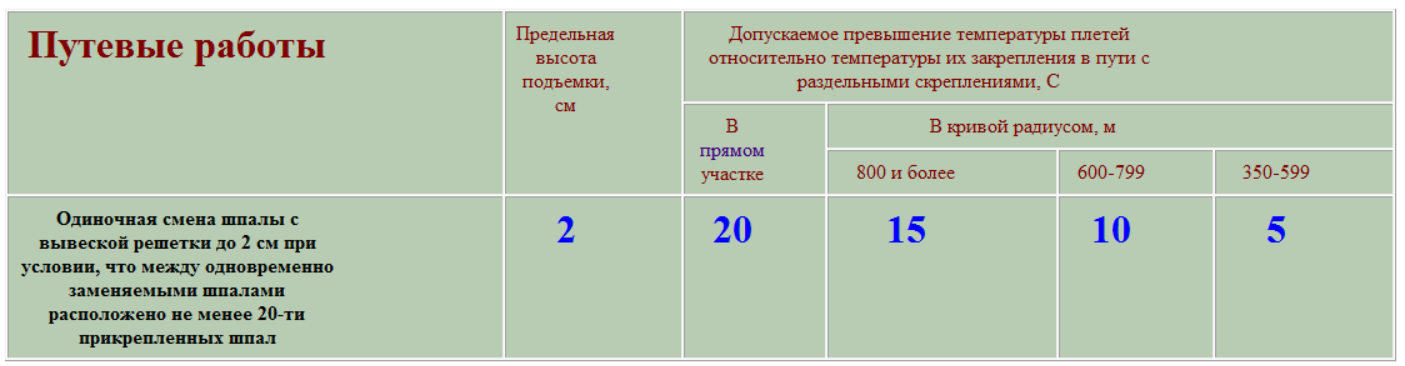 Путевые работы
Предельная
высота
подъемки,
см
Допускаемое превышение температуры плетей
относительно температуры их закрепления в пути с
раздельными скреплениями, С
В
прямом
участке
В кривой радиусом, м
800 и более
600-799
350-599
Одиночная смена шпалы с
вывеской решетки до 2 см при
условии, что между одновременно
заменяемыми шпалами
расположено не менее 20-ти
прикрепленных шпал
2
20
15
10
5